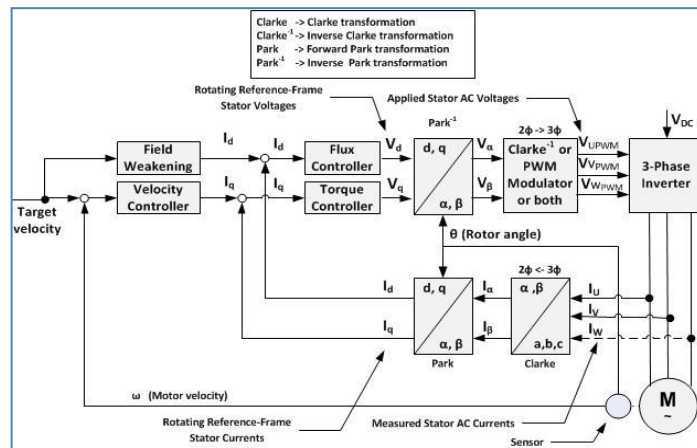 Clarke -> Clarke transformation
Clarke⁻¹ -> Inverse Clarke transformation
Park -> Forward Park transformation
Park⁻¹ -> Inverse Park transformation
Rotating Reference-Frame
Stator Voltages
Applied Stator AC Voltages
V_DC
Park⁻¹
2ϕ -> 3ϕ
Field
Weakening
I_d
I_d
Flux
Controller
V_d
d, q
V_α
Clarke⁻¹ or
PWM
Modulator
or both
V_UPWM
V_VPWM
V_WPWM
3-Phase
Inverter
Velocity
Controller
I_q
I_q
Torque
Controller
V_q
α, β
V_β
Target
velocity
θ (Rotor angle)
2ϕ <- 3ϕ
I_d
d, q
I_α
α ,β
I_U
I_V
I_q
α, β
I_β
a,b,c
I_W
Park
Clarke
ω (Motor velocity)
M
~
Rotating Reference-Frame
Stator Currents
Measured Stator AC Currents
Sensor